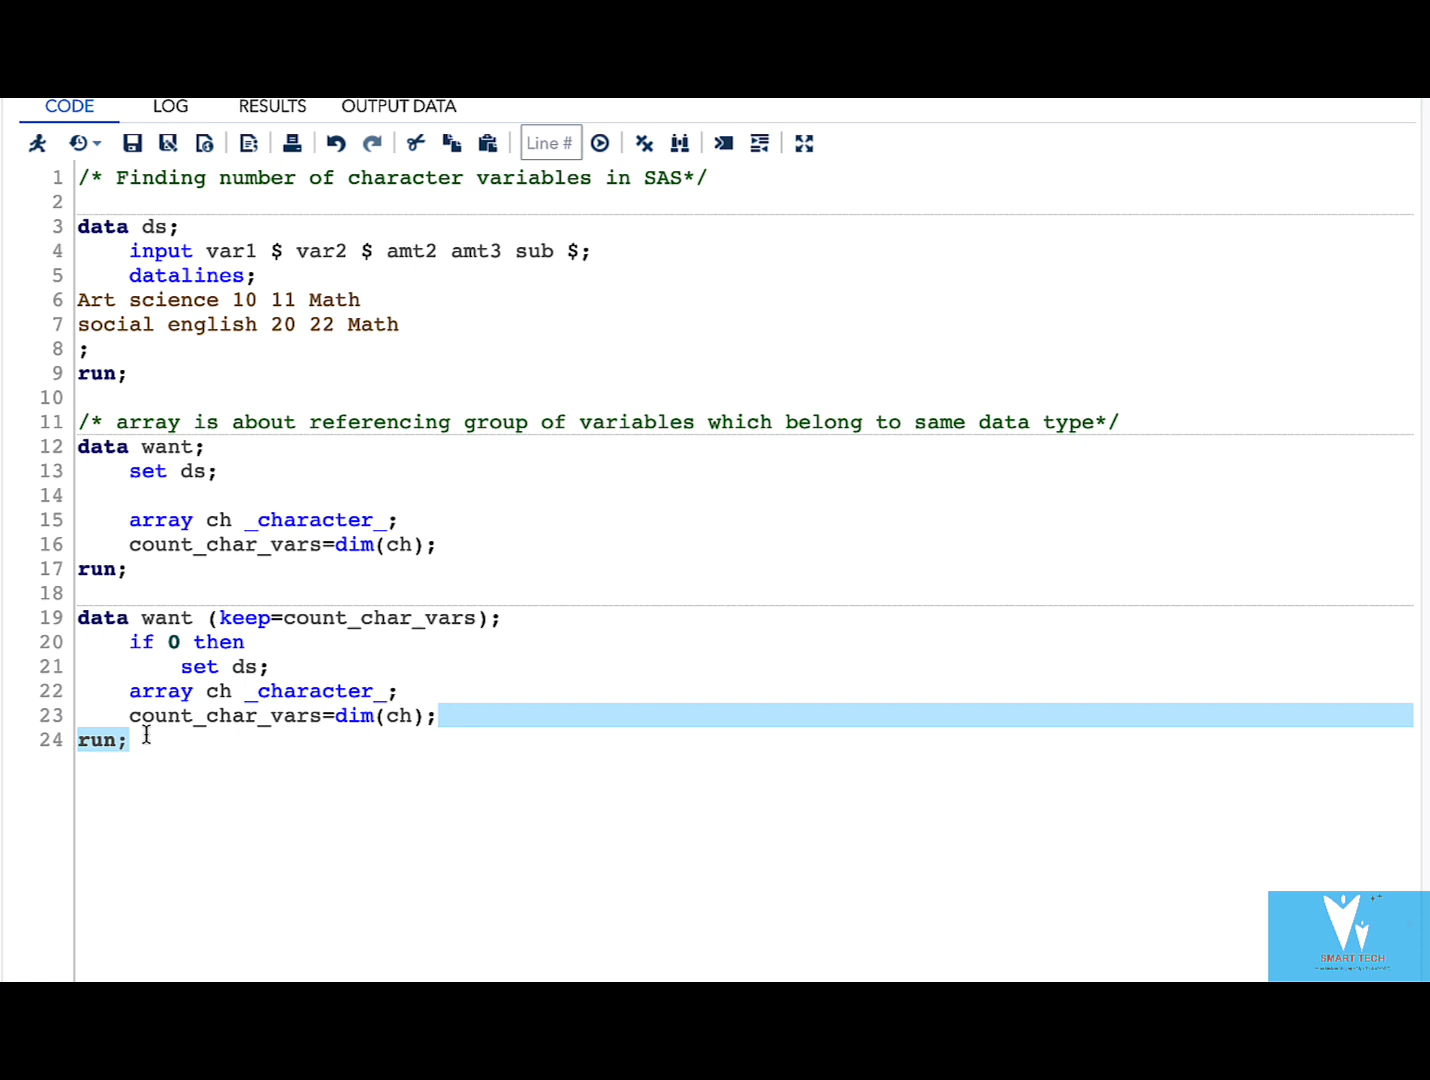 CODE LOG RESULTS OUTPUT DATA
Line #
1 /* Finding number of character variables in SAS*/
2
3 data ds;
4 input var1 $ var2 $ amt2 amt3 sub $;
5 datalines;
6 Art science 10 11 Math
7 social english 20 22 Math
8 ;
9 run;
10
11 /* array is about referencing group of variables which belong to same data type*/
12 data want;
13 set ds;
14
15 array ch _character_;
16 count_char_vars=dim(ch);
17 run;
18
19 data want (keep=count_char_vars);
20 if 0 then
21 set ds;
22 array ch _character_;
23 count_char_vars=dim(ch);
24 run;
SMART TECH